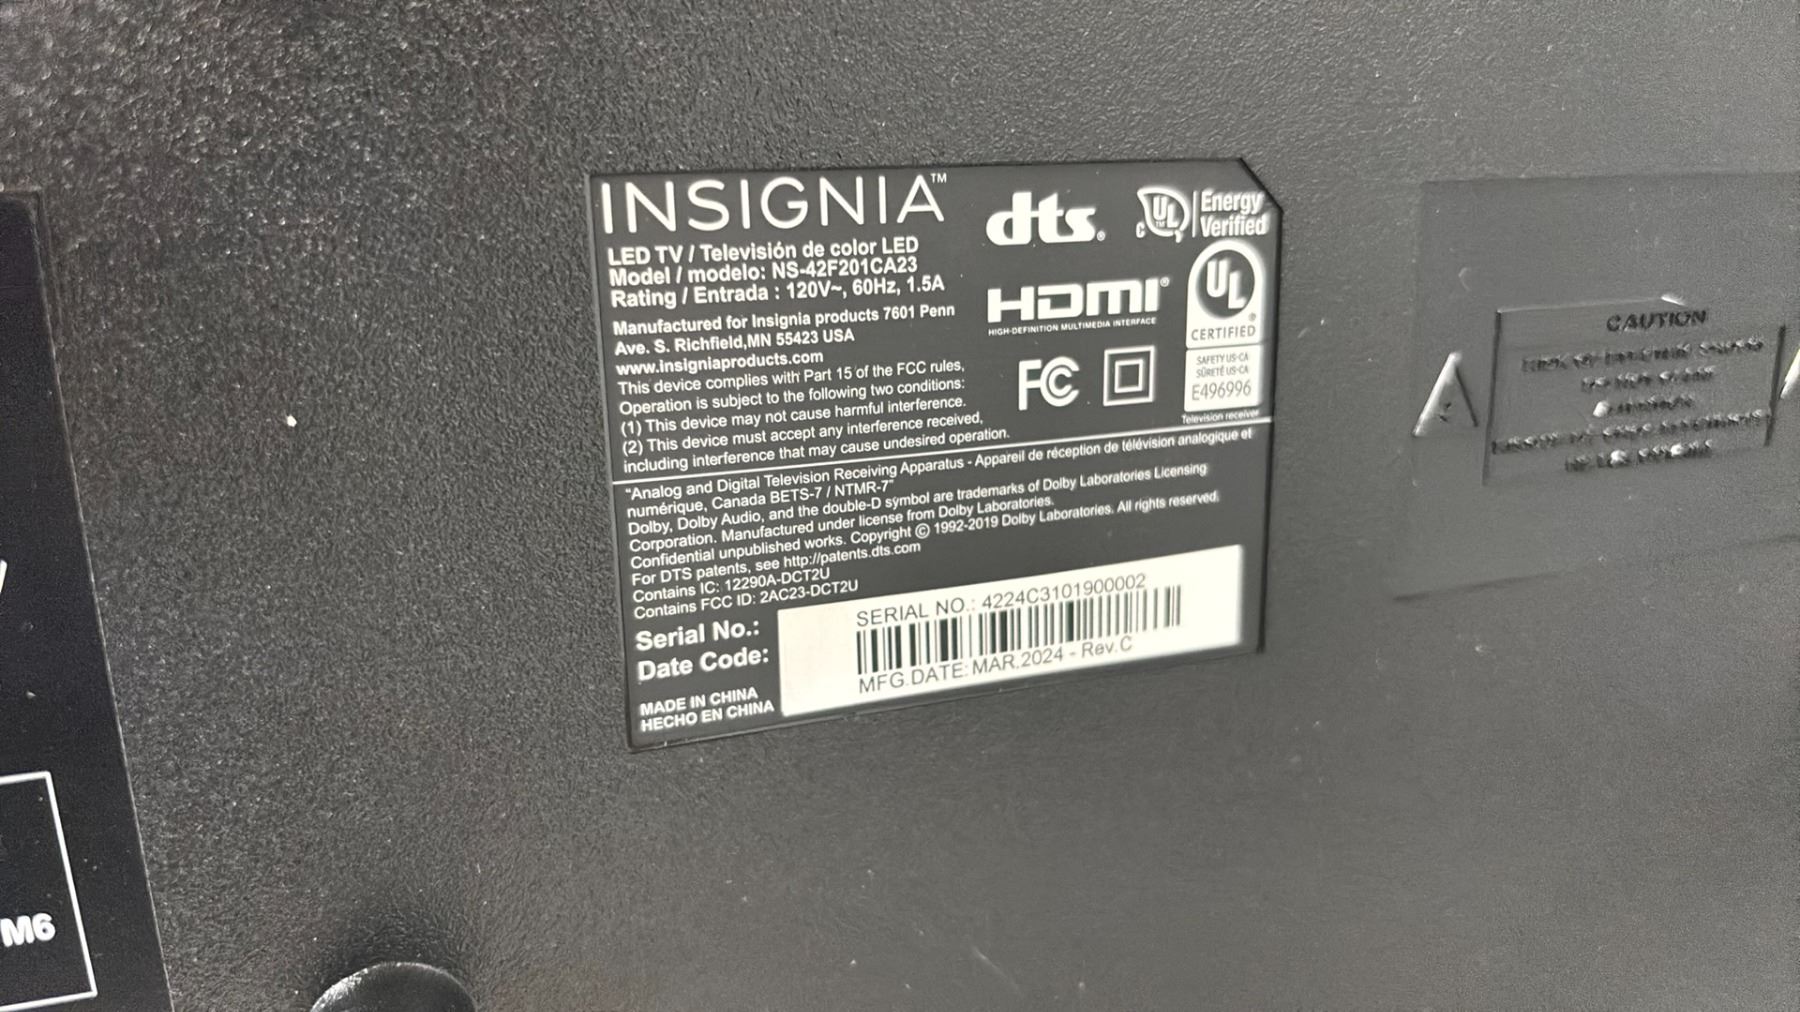 INSIGNIA™
LED TV / Televisión de color LED
Model / modelo: NS-42F201CA23
Rating / Entrada : 120V~, 60Hz, 1.5A
Manufactured for Insignia products 7601 Penn
Ave. S. Richfield,MN 55423 USA
www.insigniaproducts.com
This device complies with Part 15 of the FCC rules,
Operation is subject to the following two conditions:
(1) This device may not cause harmful interference.
(2) This device must accept any interference received,
including interference that may cause undesired operation.
dts®
c UL™ Energy
Verified
HDMI®
HIGH-DEFINITION MULTIMEDIA INTERFACE
UL®
CERTIFIED
SAFETY US-CA
SÛRETÉ US-CA
E496996
FC
Television receiver
"Analog and Digital Television Receiving Apparatus - Appareil de réception de télévision analogique et
numérique, Canada BETS-7 / NTMR-7"
Dolby, Dolby Audio, and the double-D symbol are trademarks of Dolby Laboratories Licensing
Corporation. Manufactured under license from Dolby Laboratories.
Confidential unpublished works. Copyright © 1992-2019 Dolby Laboratories. All rights reserved.
For DTS patents, see http://patents.dts.com
Contains IC: 12290A-DCT2U
Contains FCC ID: 2AC23-DCT2U
Serial No.:
Date Code:
SERIAL NO.: 4224C3101900002
MFG.DATE: MAR.2024 - Rev.C
MADE IN CHINA
HECHO EN CHINA
CAUTION
M6